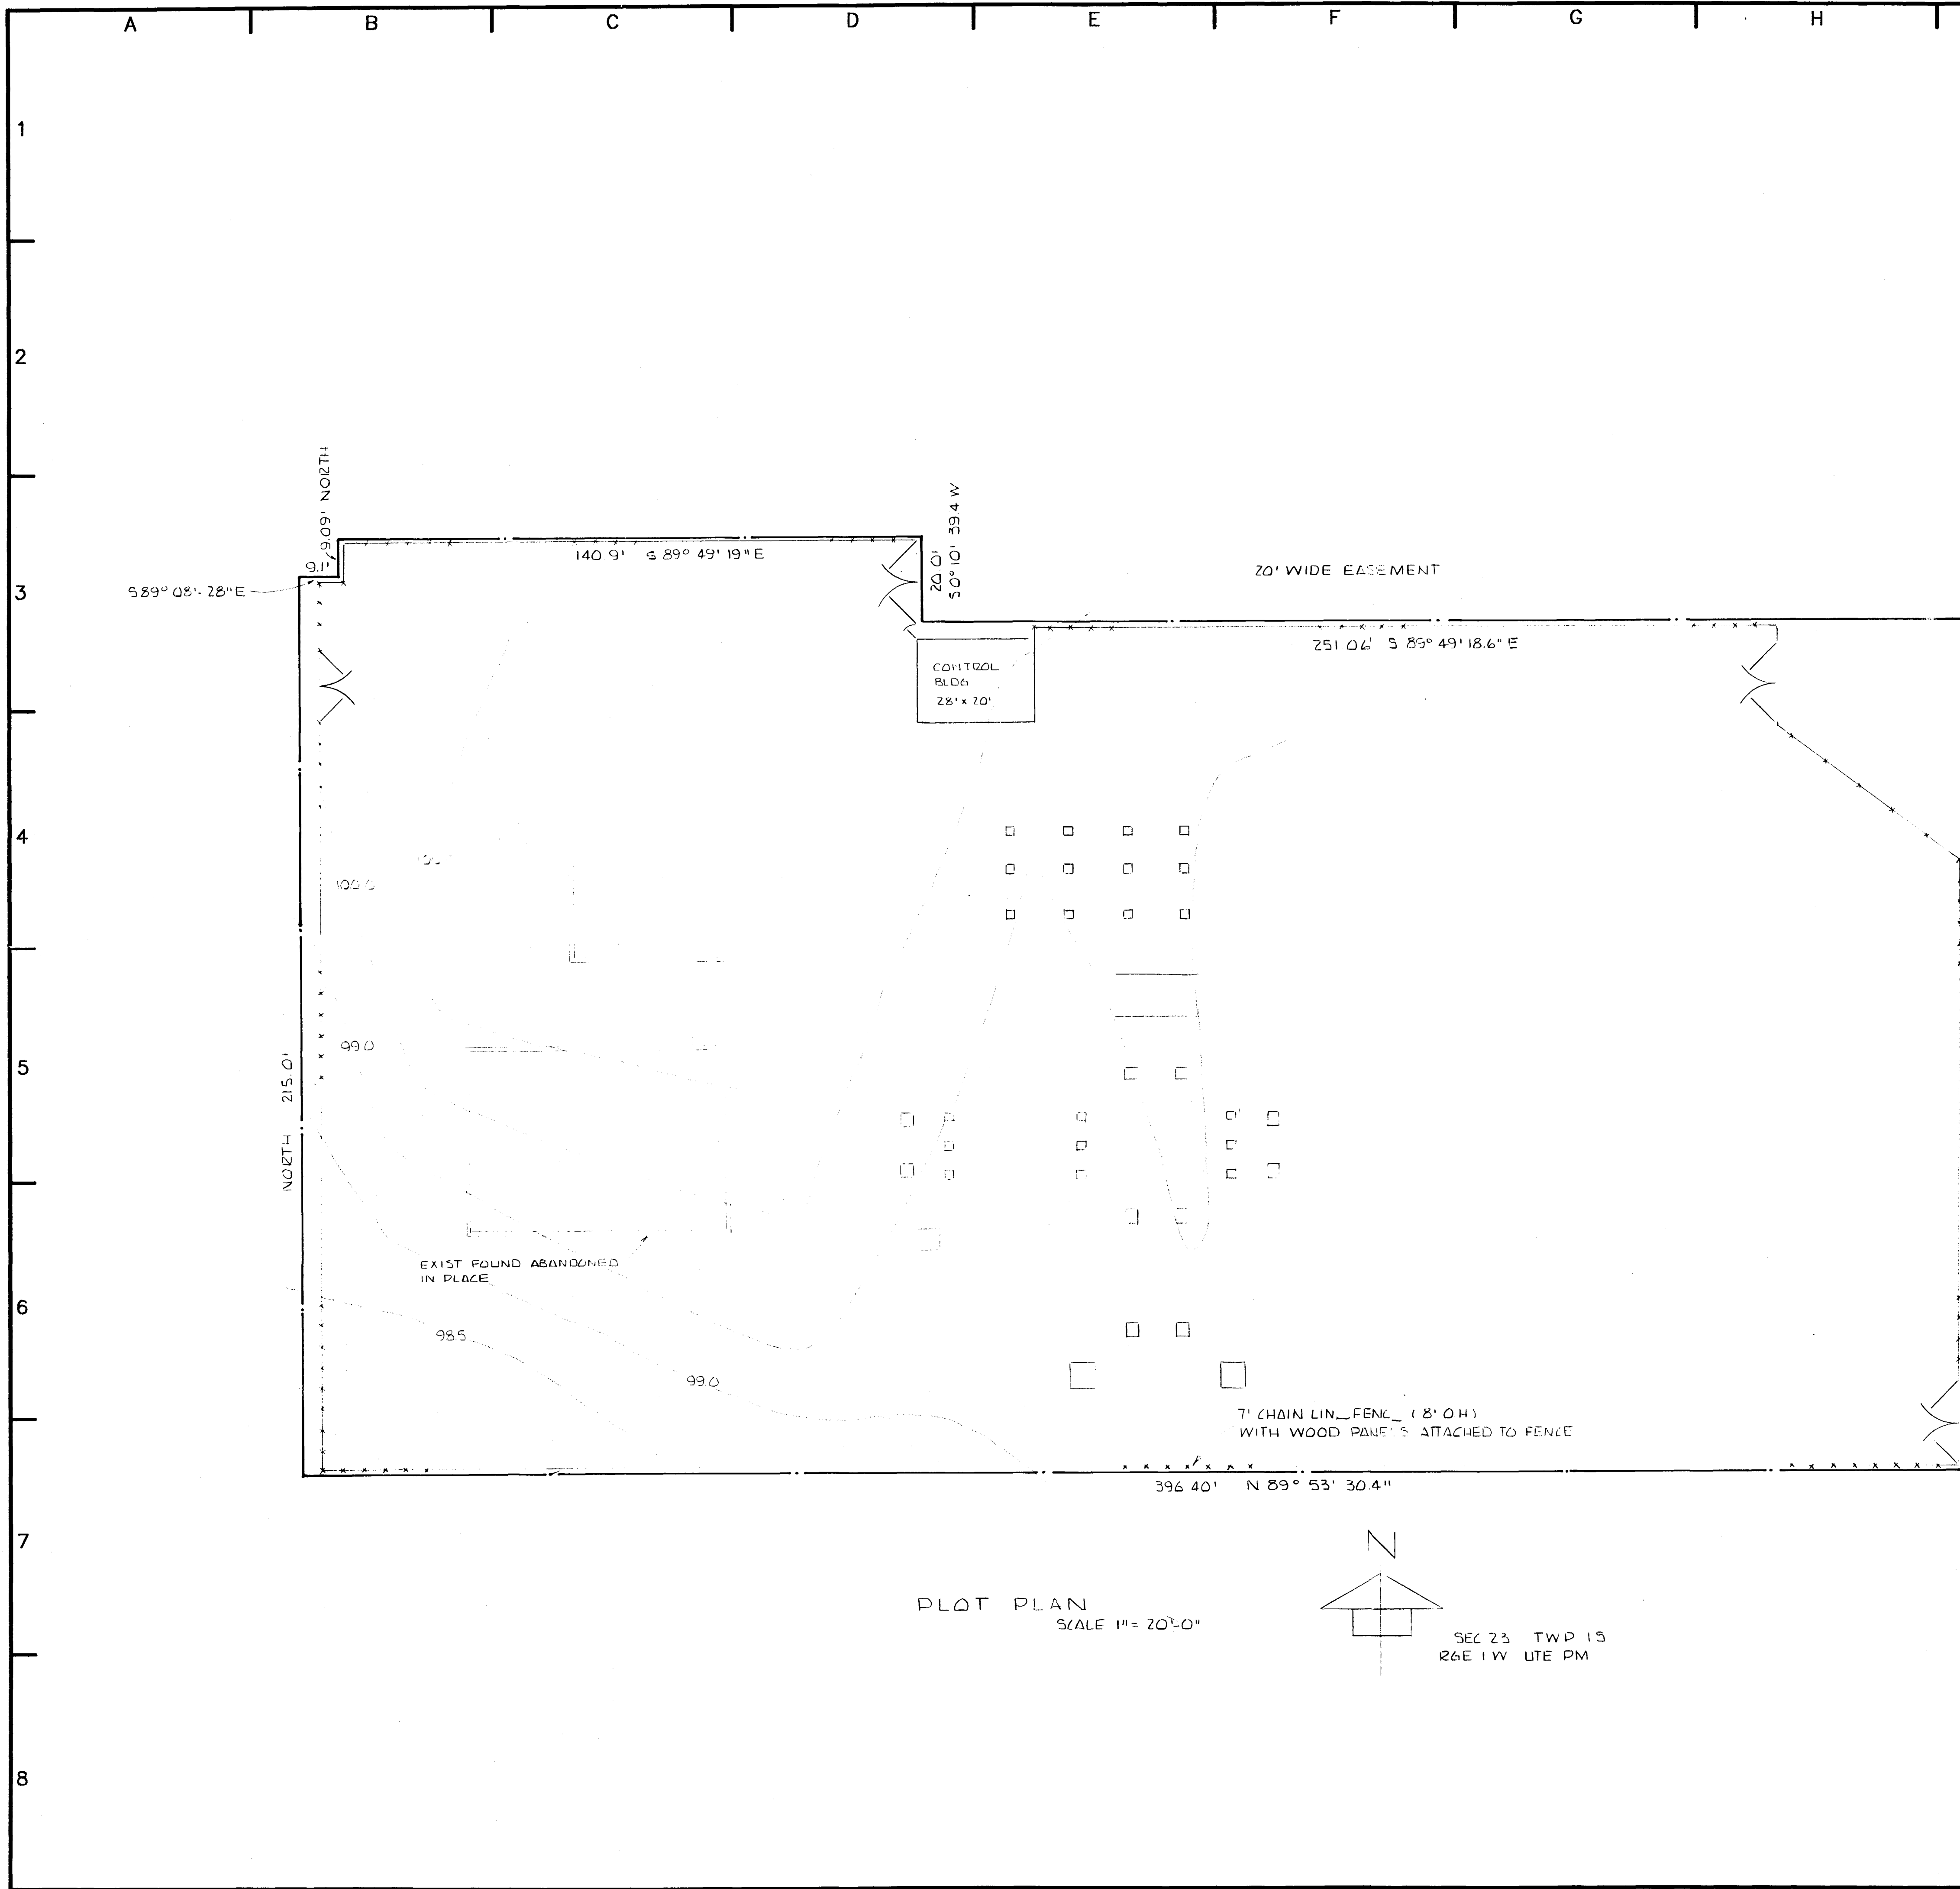 A B C D E F G H
1
2
3
4
5
6
7
8
9.09' NORTH
9.1'
S 89° 08'- 28" E
140 9' S 89° 49' 19" E
20.0'
S 0° 10' 39.4 W
20' WIDE EASEMENT
251 06' S 89° 49' 18.6" E
CONTROL
BLDG
28' x 20'
100.0
99.0
NORTH 215.0'
EXIST FOUND ABANDONED
IN PLACE
98.5
99.0
7' CHAIN LIN FENC (8' O H)
WITH WOOD PANELS ATTACHED TO FENCE
396 40' N 89° 53' 30.4"
N
PLOT PLAN
SCALE 1" = 20'-0"
SEC 23 TWP 1S
RGE 1 W UTE PM